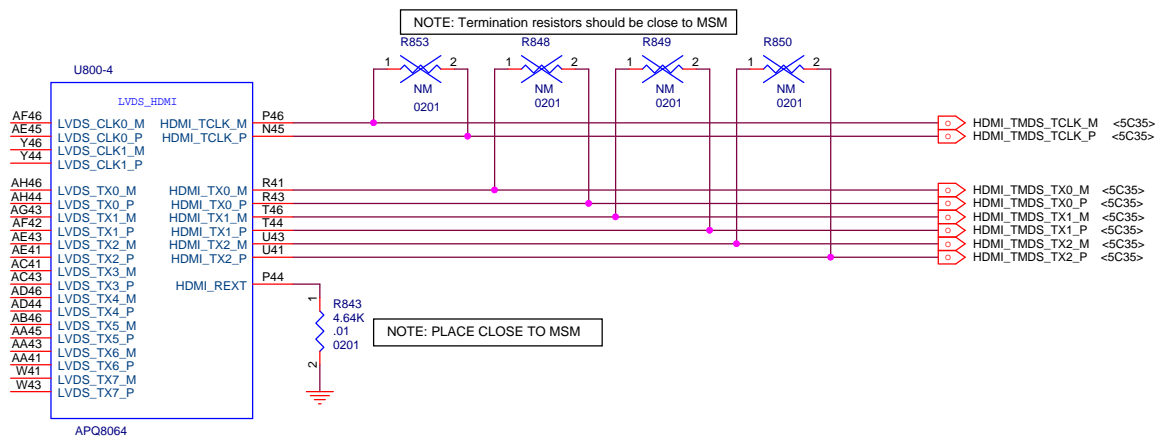 NOTE: Termination resistors should be close to MSM
R853 R848 R849 R850
1 2 1 2 1 2 1 2
NM NM NM NM
0201 0201 0201 0201
U800-4
LVDS_HDMI
AF46 LVDS_CLK0_M HDMI_TCLK_M P46 HDMI_TMDS_TCLK_M <5C35>
AE45 LVDS_CLK0_P HDMI_TCLK_P N45 HDMI_TMDS_TCLK_P <5C35>
Y46 LVDS_CLK1_M
Y44 LVDS_CLK1_P
AH46 LVDS_TX0_M HDMI_TX0_M R41 HDMI_TMDS_TX0_M <5C35>
AH44 LVDS_TX0_P HDMI_TX0_P R43 HDMI_TMDS_TX0_P <5C35>
AG43 LVDS_TX1_M HDMI_TX1_M T46 HDMI_TMDS_TX1_M <5C35>
AF42 LVDS_TX1_P HDMI_TX1_P T44 HDMI_TMDS_TX1_P <5C35>
AE43 LVDS_TX2_M HDMI_TX2_M U43 HDMI_TMDS_TX2_M <5C35>
AE41 LVDS_TX2_P HDMI_TX2_P U41 HDMI_TMDS_TX2_P <5C35>
AC41 LVDS_TX3_M
AC43 LVDS_TX3_P HDMI_REXT P44
AD46 LVDS_TX4_M
AD44 LVDS_TX4_P
AB46 LVDS_TX5_M
AA45 LVDS_TX5_P
AA43 LVDS_TX6_M
AA41 LVDS_TX6_P
W41 LVDS_TX7_M
W43 LVDS_TX7_P
1
R843
4.64K
.01
0201
2
NOTE: PLACE CLOSE TO MSM
APQ8064